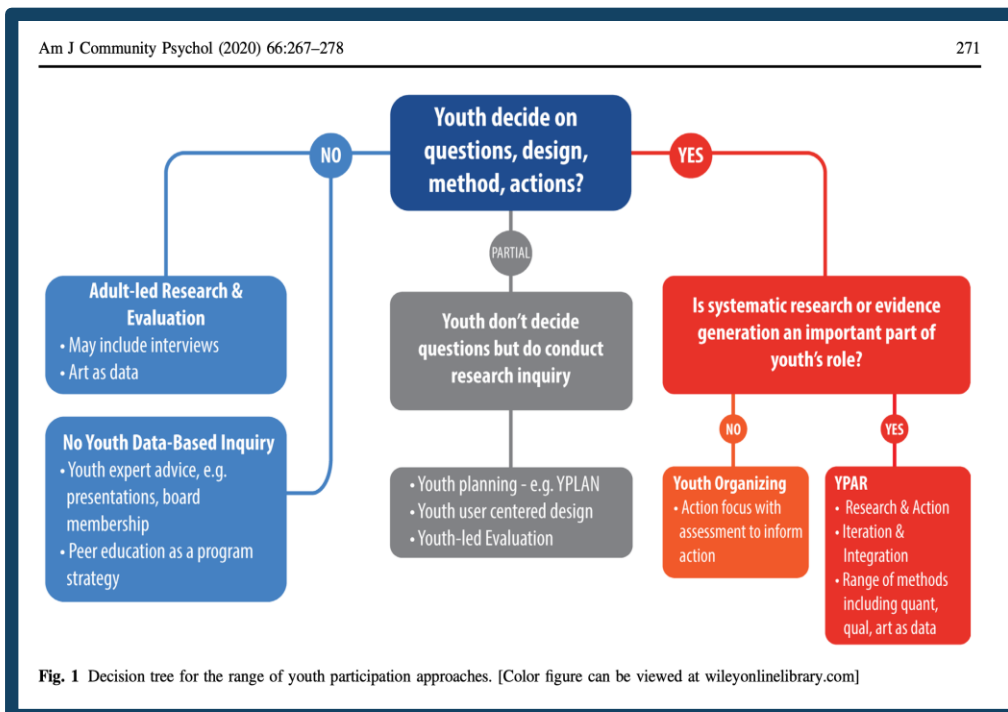 Am J Community Psychol (2020) 66:267–278
271
Youth decide on
questions, design,
method, actions?
NO
PARTIAL
YES
Adult-led Research &
Evaluation
• May include interviews
• Art as data
No Youth Data-Based Inquiry
• Youth expert advice, e.g.
presentations, board
membership
• Peer education as a program
strategy
Youth don't decide
questions but do conduct
research inquiry
• Youth planning - e.g. YPLAN
• Youth user centered design
• Youth-led Evaluation
Is systematic research or evidence
generation an important part of
youth's role?
NO
YES
Youth Organizing
• Action focus with
assessment to inform
action
YPAR
• Research & Action
• Iteration &
Integration
• Range of methods
including quant,
qual, art as data
Fig. 1 Decision tree for the range of youth participation approaches. [Color figure can be viewed at wileyonlinelibrary.com]